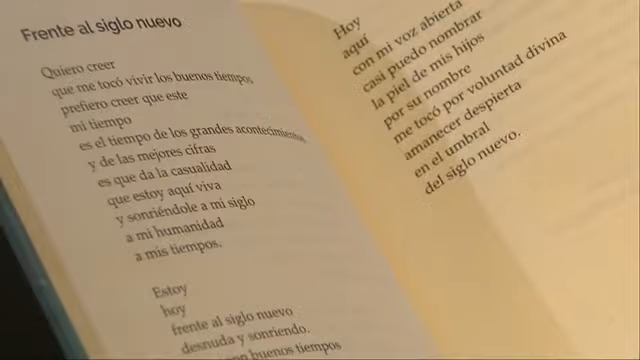 Frente al siglo nuevo
Quiero creer
que me tocó vivir los buenos tiempos
prefiero creer que este
mi tiempo
es el tiempo de los grandes acontecimientos
y de las mejores cifras
es que da la casualidad
que estoy aquí viva
y sonriéndole a mi siglo
a mi humanidad
a mis tiempos.
Estoy
hoy
frente al siglo nuevo
desnuda y sonriendo.
buenos tiempos
Hoy
aquí
con mi voz abierta
casi puedo nombrar
la piel de mis hijos
por su nombre
me tocó por voluntad divina
amanecer despierta
en el umbral
del siglo nuevo.